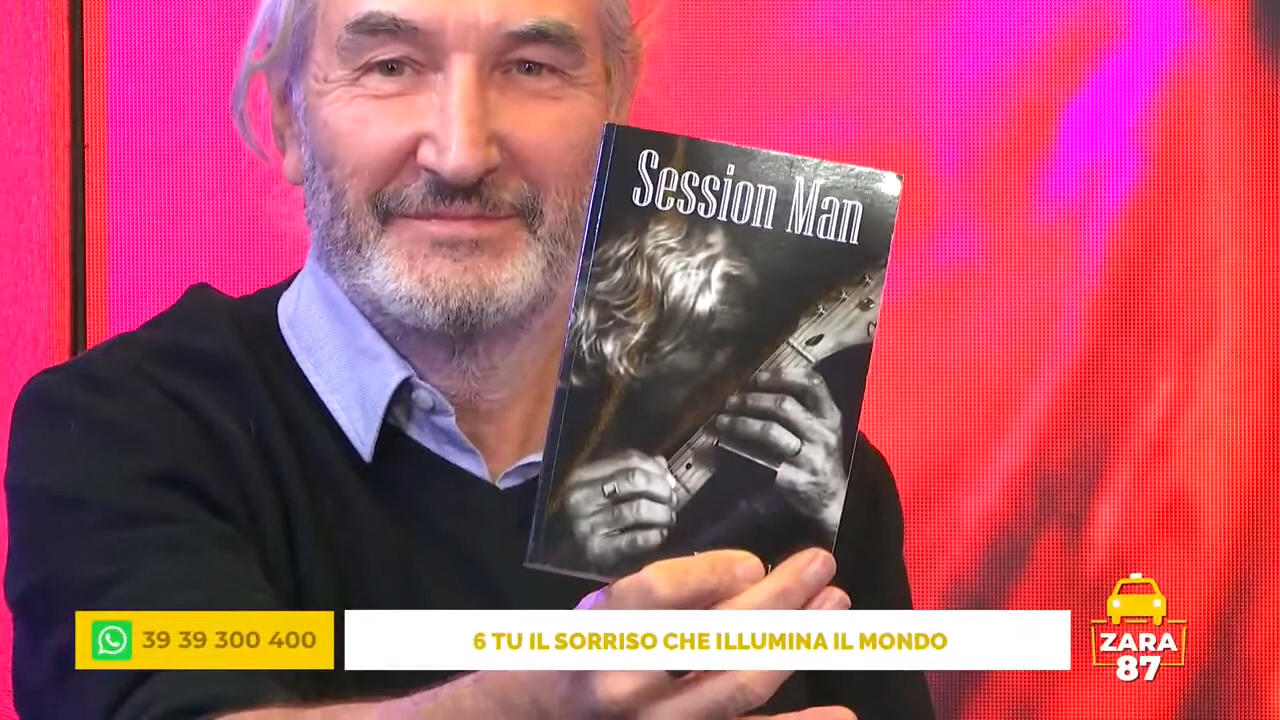 Session Man
39 39 300 400
6 TU IL SORRISO CHE ILLUMINA IL MONDO
ZARA
87